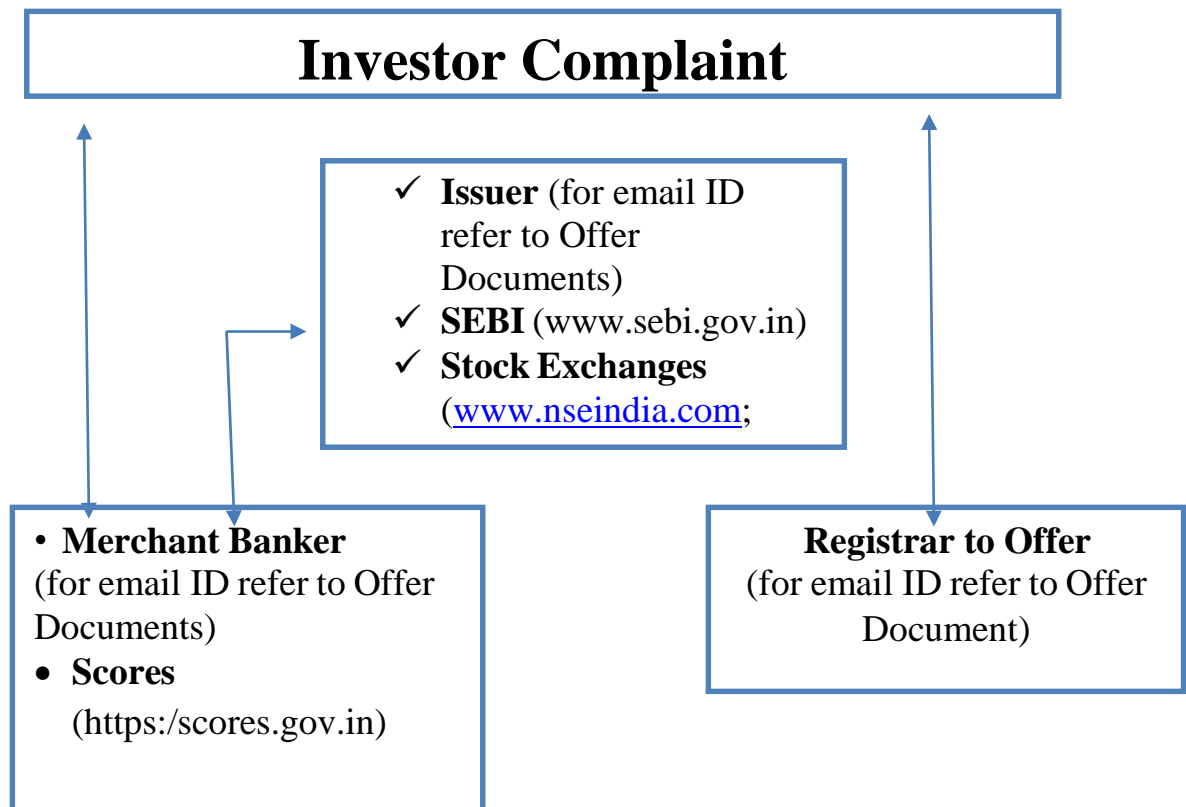 Investor Complaint
✓ Issuer (for email ID
refer to Offer
Documents)
✓ SEBI (www.sebi.gov.in)
✓ Stock Exchanges
(www.nseindia.com;
• Merchant Banker
(for email ID refer to Offer
Documents)
• Scores
(https:/scores.gov.in)
Registrar to Offer
(for email ID refer to Offer
Document)